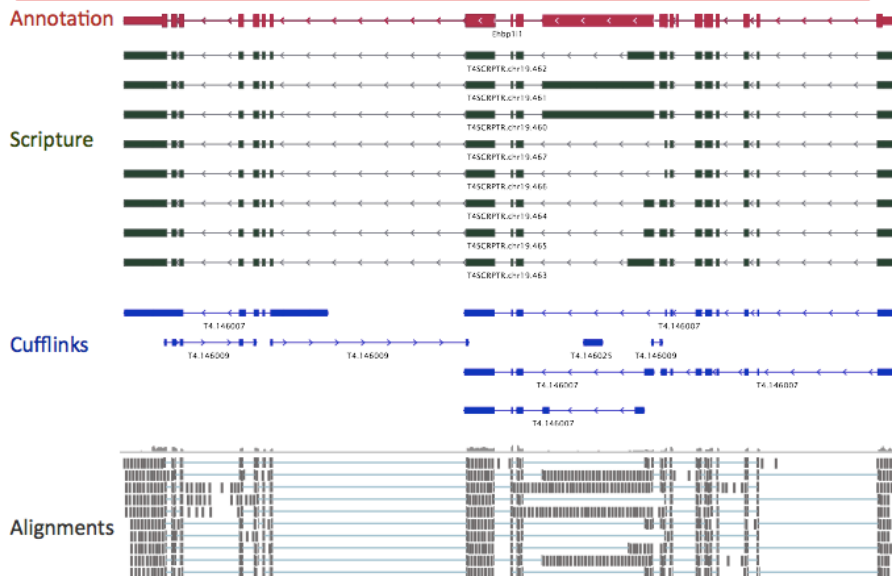 Annotation
Ehbp1l1
T4SCRPTR.chr19.462
T4SCRPTR.chr19.461
T4SCRPTR.chr19.460
Scripture
T4SCRPTR.chr19.467
T4SCRPTR.chr19.466
T4SCRPTR.chr19.464
T4SCRPTR.chr19.465
T4SCRPTR.chr19.463
T4.146007 T4.146007
Cufflinks
T4.146009 T4.146009 T4.146025 T4.146009
T4.146007 T4.146007
T4.146007
Alignments